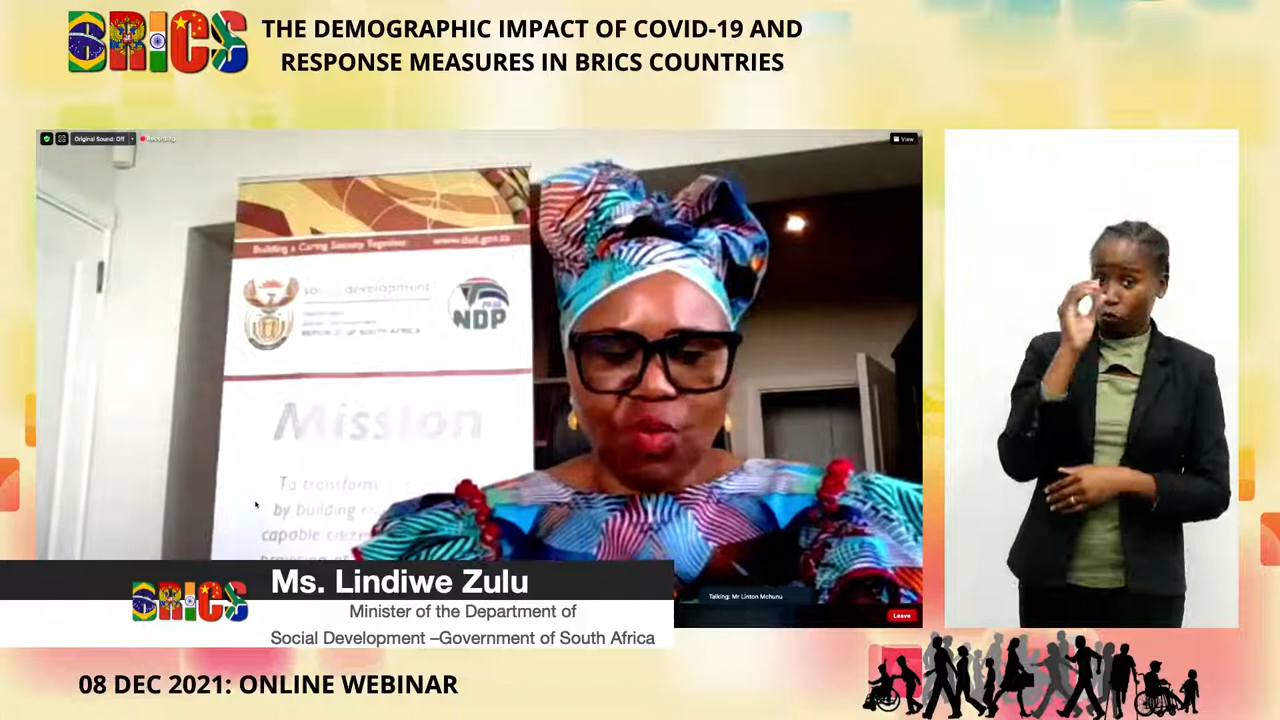 BRICS
THE DEMOGRAPHIC IMPACT OF COVID-19 AND
RESPONSE MEASURES IN BRICS COUNTRIES
Original Sound: Off
Recording
View
Building a Caring Society Together
www.dsd.gov.za
social development
REPUBLIC OF SOUTH AFRICA
NDP
Mission
To transform
by building
capable
Talking: Mr Linton Mchunu
Leave
BRICS
Ms. Lindiwe Zulu
Minister of the Department of
Social Development –Government of South Africa
08 DEC 2021: ONLINE WEBINAR